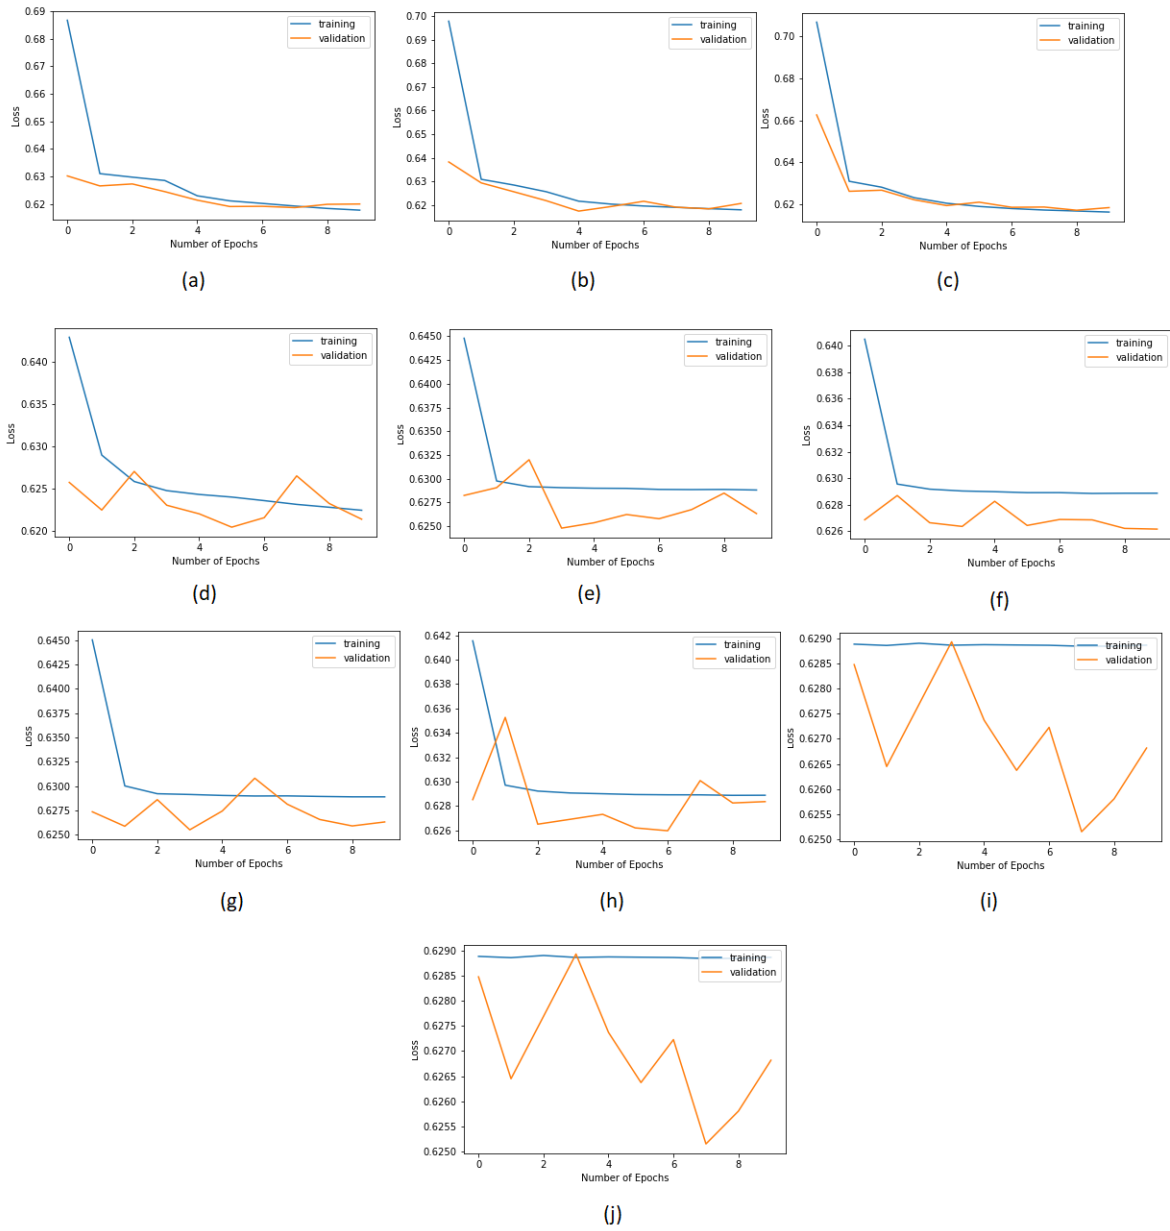 0.69
0.68
0.67
0.66
0.65
0.64
0.63
0.62
Loss
training
validation
0 2 4 6 8
Number of Epochs
(a)
0.70
0.69
0.68
0.67
0.66
0.65
0.64
0.63
0.62
Loss
training
validation
0 2 4 6 8
Number of Epochs
(b)
0.70
0.68
0.66
0.64
0.62
Loss
training
validation
0 2 4 6 8
Number of Epochs
(c)
0.640
0.635
0.630
0.625
0.620
Loss
training
validation
0 2 4 6 8
Number of Epochs
(d)
0.6450
0.6425
0.6400
0.6375
0.6350
0.6325
0.6300
0.6275
0.6250
Loss
training
validation
0 2 4 6 8
Number of Epochs
(e)
0.640
0.638
0.636
0.634
0.632
0.630
0.628
0.626
Loss
training
validation
0 2 4 6 8
Number of Epochs
(f)
0.6450
0.6425
0.6400
0.6375
0.6350
0.6325
0.6300
0.6275
0.6250
Loss
training
validation
0 2 4 6 8
Number of Epochs
(g)
0.642
0.640
0.638
0.636
0.634
0.632
0.630
0.628
0.626
Loss
training
validation
0 2 4 6 8
Number of Epochs
(h)
0.6290
0.6285
0.6280
0.6275
0.6270
0.6265
0.6260
0.6255
0.6250
Loss
training
validation
0 2 4 6 8
Number of Epochs
(i)
0.6290
0.6285
0.6280
0.6275
0.6270
0.6265
0.6260
0.6255
0.6250
Loss
training
validation
0 2 4 6 8
Number of Epochs
(j)